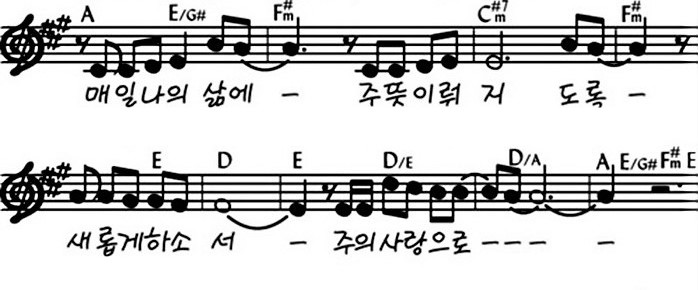 A E/G# F#m C#m7 F#m
매일나의 삶에 - 주뜻이뤄 지 도록 -
E D E D/E D/A A E/G# F#m E
새롭게하소 서 - 주의사랑으로 - - - - -